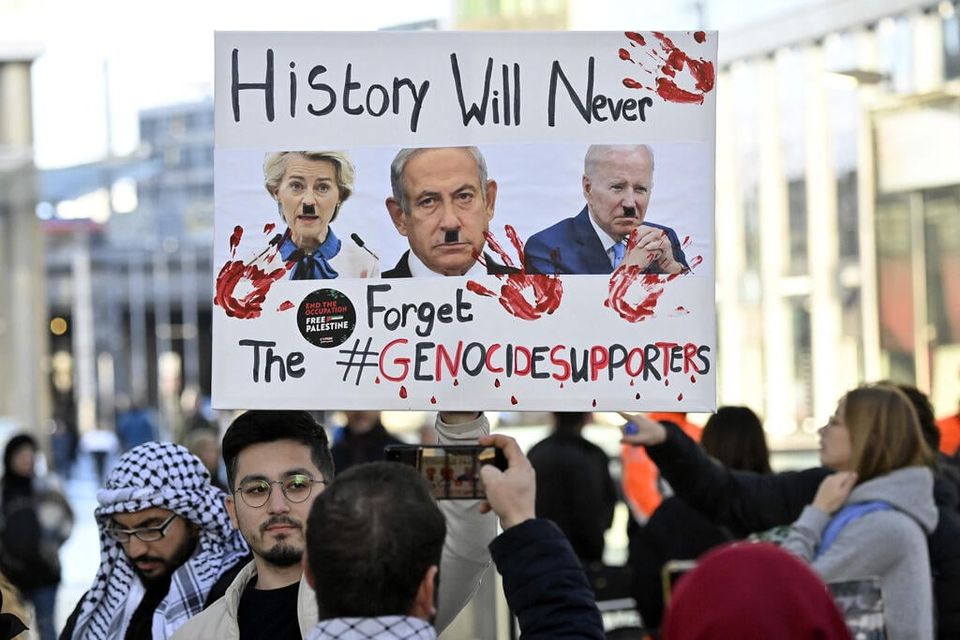 History Will Never
END THE
OCCUPATION
FREE
PALESTINE
Forget
The #GENOCIDESUPPORTERS